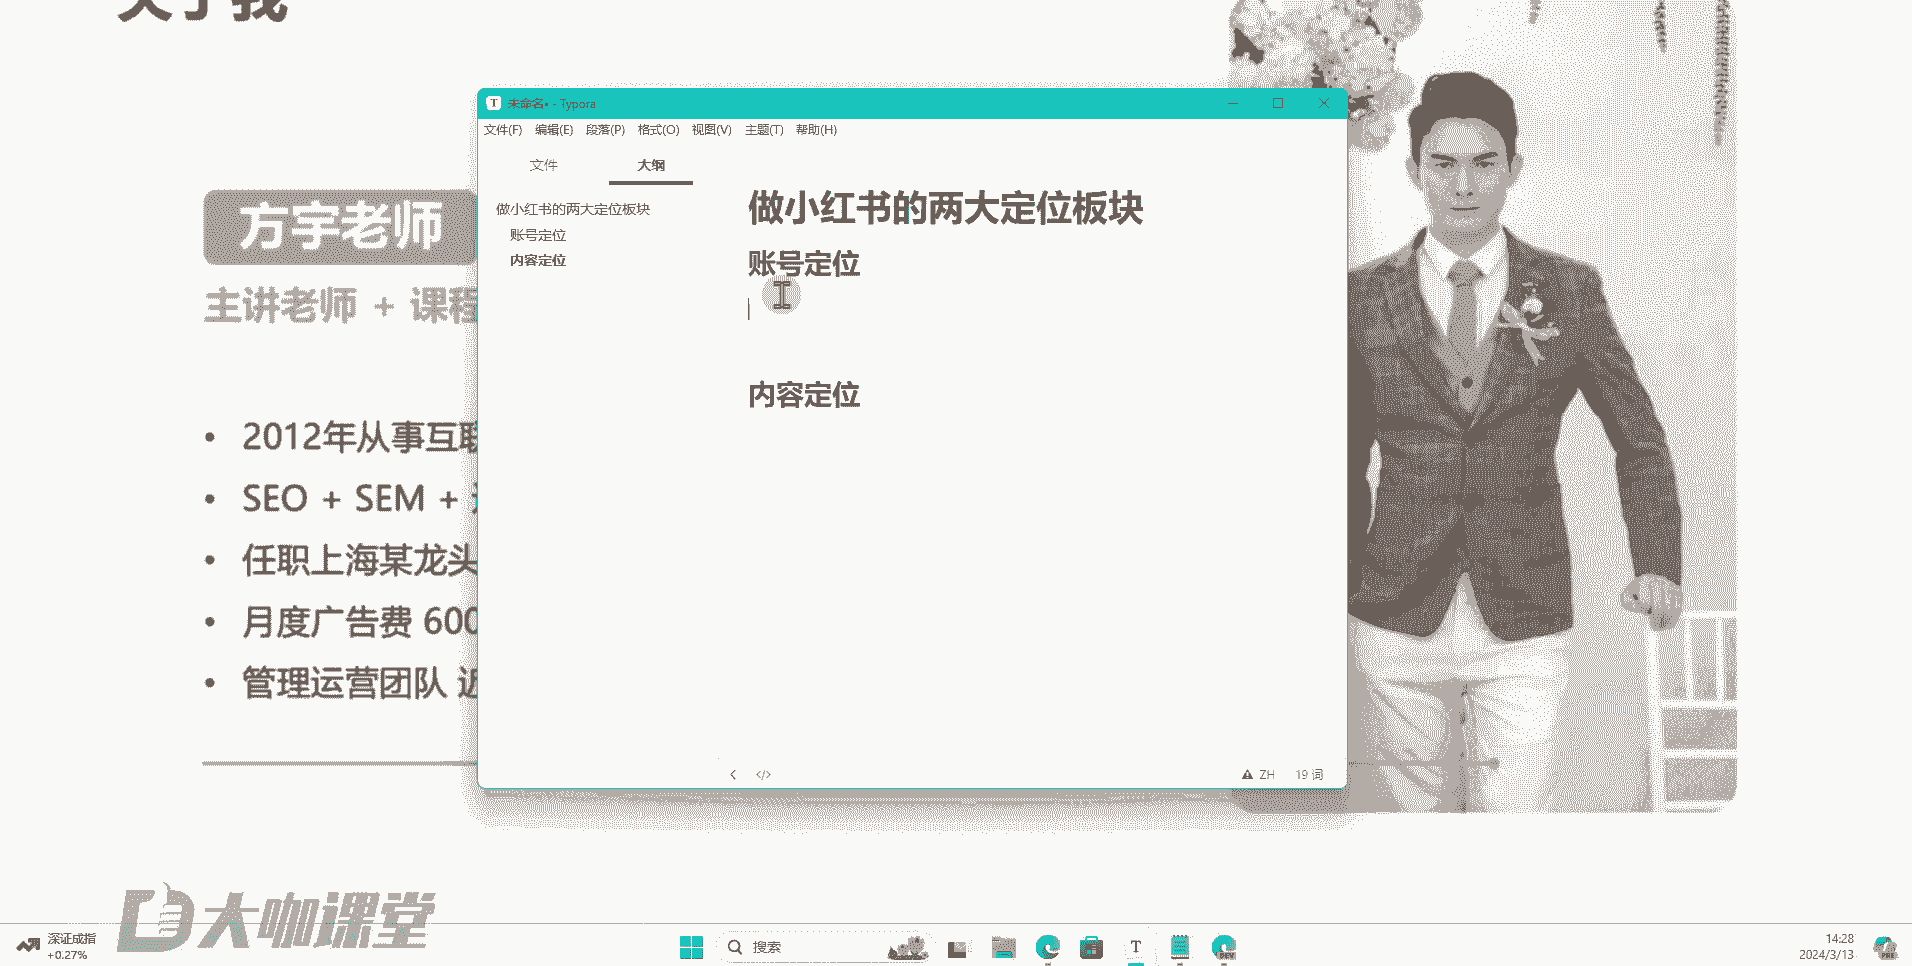 关于我
未命名• - Typora
文件(F) 编辑(E) 段落(P) 格式(O) 视图(V) 主题(T) 帮助(H)
文件 大纲
做小红书的两大定位板块
账号定位
内容定位
做小红书的两大定位板块
账号定位
内容定位
</> ZH 19 词
方宇老师
主讲老师 + 课程
2012年从事互联
SEO + SEM +
任职上海某龙头
月度广告费 600
管理运营团队 近
大咖课堂
深证成指
+0.27%
搜索
T
DEV
14:28
2024/3/13
PRE